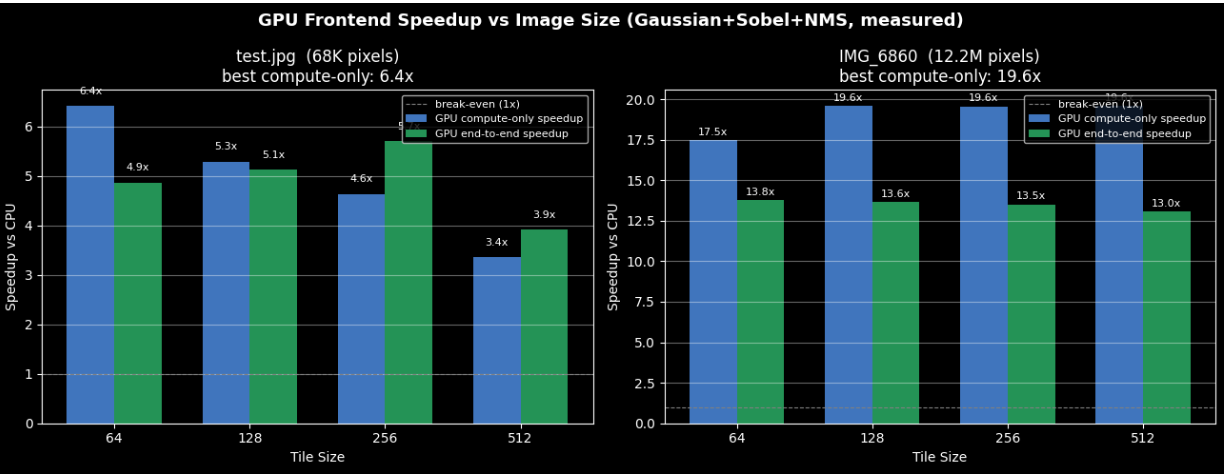 GPU Frontend Speedup vs Image Size (Gaussian+Sobel+NMS, measured)
test.jpg (68K pixels)
best compute-only: 6.4x
Speedup vs CPU
6
5
4
3
2
1
0
6.4x
4.9x
5.3x
5.1x
4.6x
3.4x
3.9x
break-even (1x)
GPU compute-only speedup
GPU end-to-end speedup
64
128
256
512
Tile Size
IMG_6860 (12.2M pixels)
best compute-only: 19.6x
Speedup vs CPU
20.0
17.5
15.0
12.5
10.0
7.5
5.0
2.5
0.0
17.5x
13.8x
19.6x
13.6x
19.6x
13.5x
19.6x
13.0x
break-even (1x)
GPU compute-only speedup
GPU end-to-end speedup
64
128
256
512
Tile Size